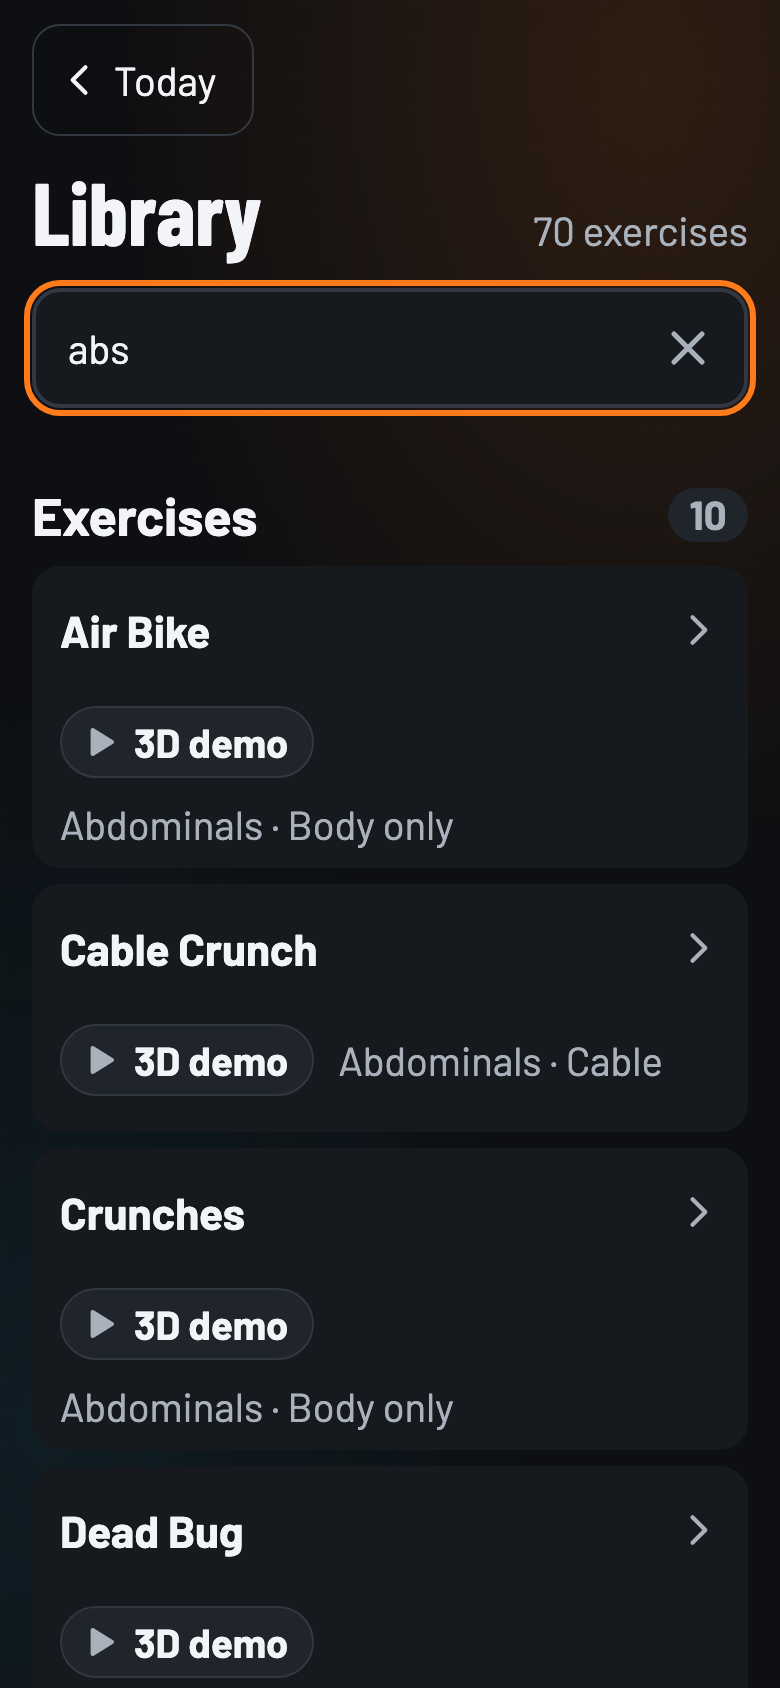 Today
Library
70 exercises
abs
Exercises
10
Air Bike
3D demo
Abdominals · Body only
Cable Crunch
3D demo
Abdominals · Cable
Crunches
3D demo
Abdominals · Body only
Dead Bug
3D demo